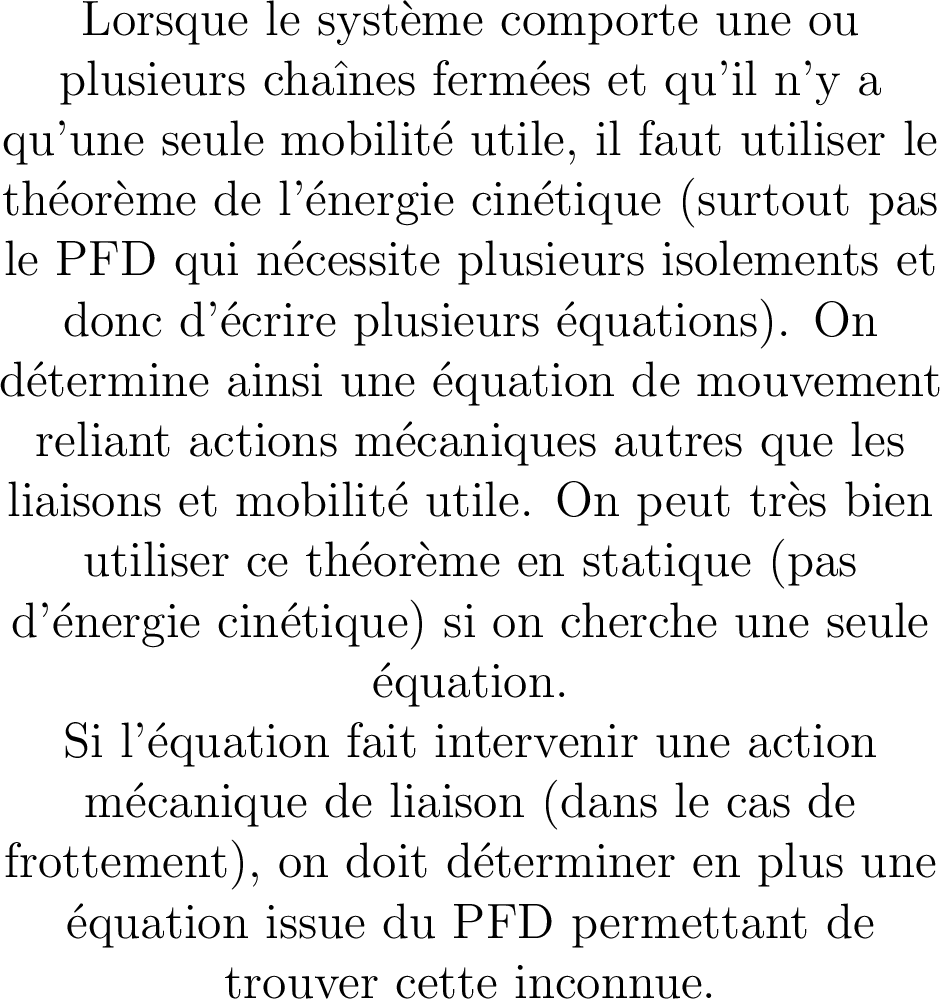 Lorsque le système comporte une ou
plusieurs chaînes fermées et qu'il n'y a
qu'une seule mobilité utile, il faut utiliser le
théorème de l'énergie cinétique (surtout pas
le PFD qui nécessite plusieurs isolements et
donc d'écrire plusieurs équations). On
détermine ainsi une équation de mouvement
reliant actions mécaniques autres que les
liaisons et mobilité utile. On peut très bien
utiliser ce théorème en statique (pas
d'énergie cinétique) si on cherche une seule
équation.
Si l'équation fait intervenir une action
mécanique de liaison (dans le cas de
frottement), on doit déterminer en plus une
équation issue du PFD permettant de
trouver cette inconnue.